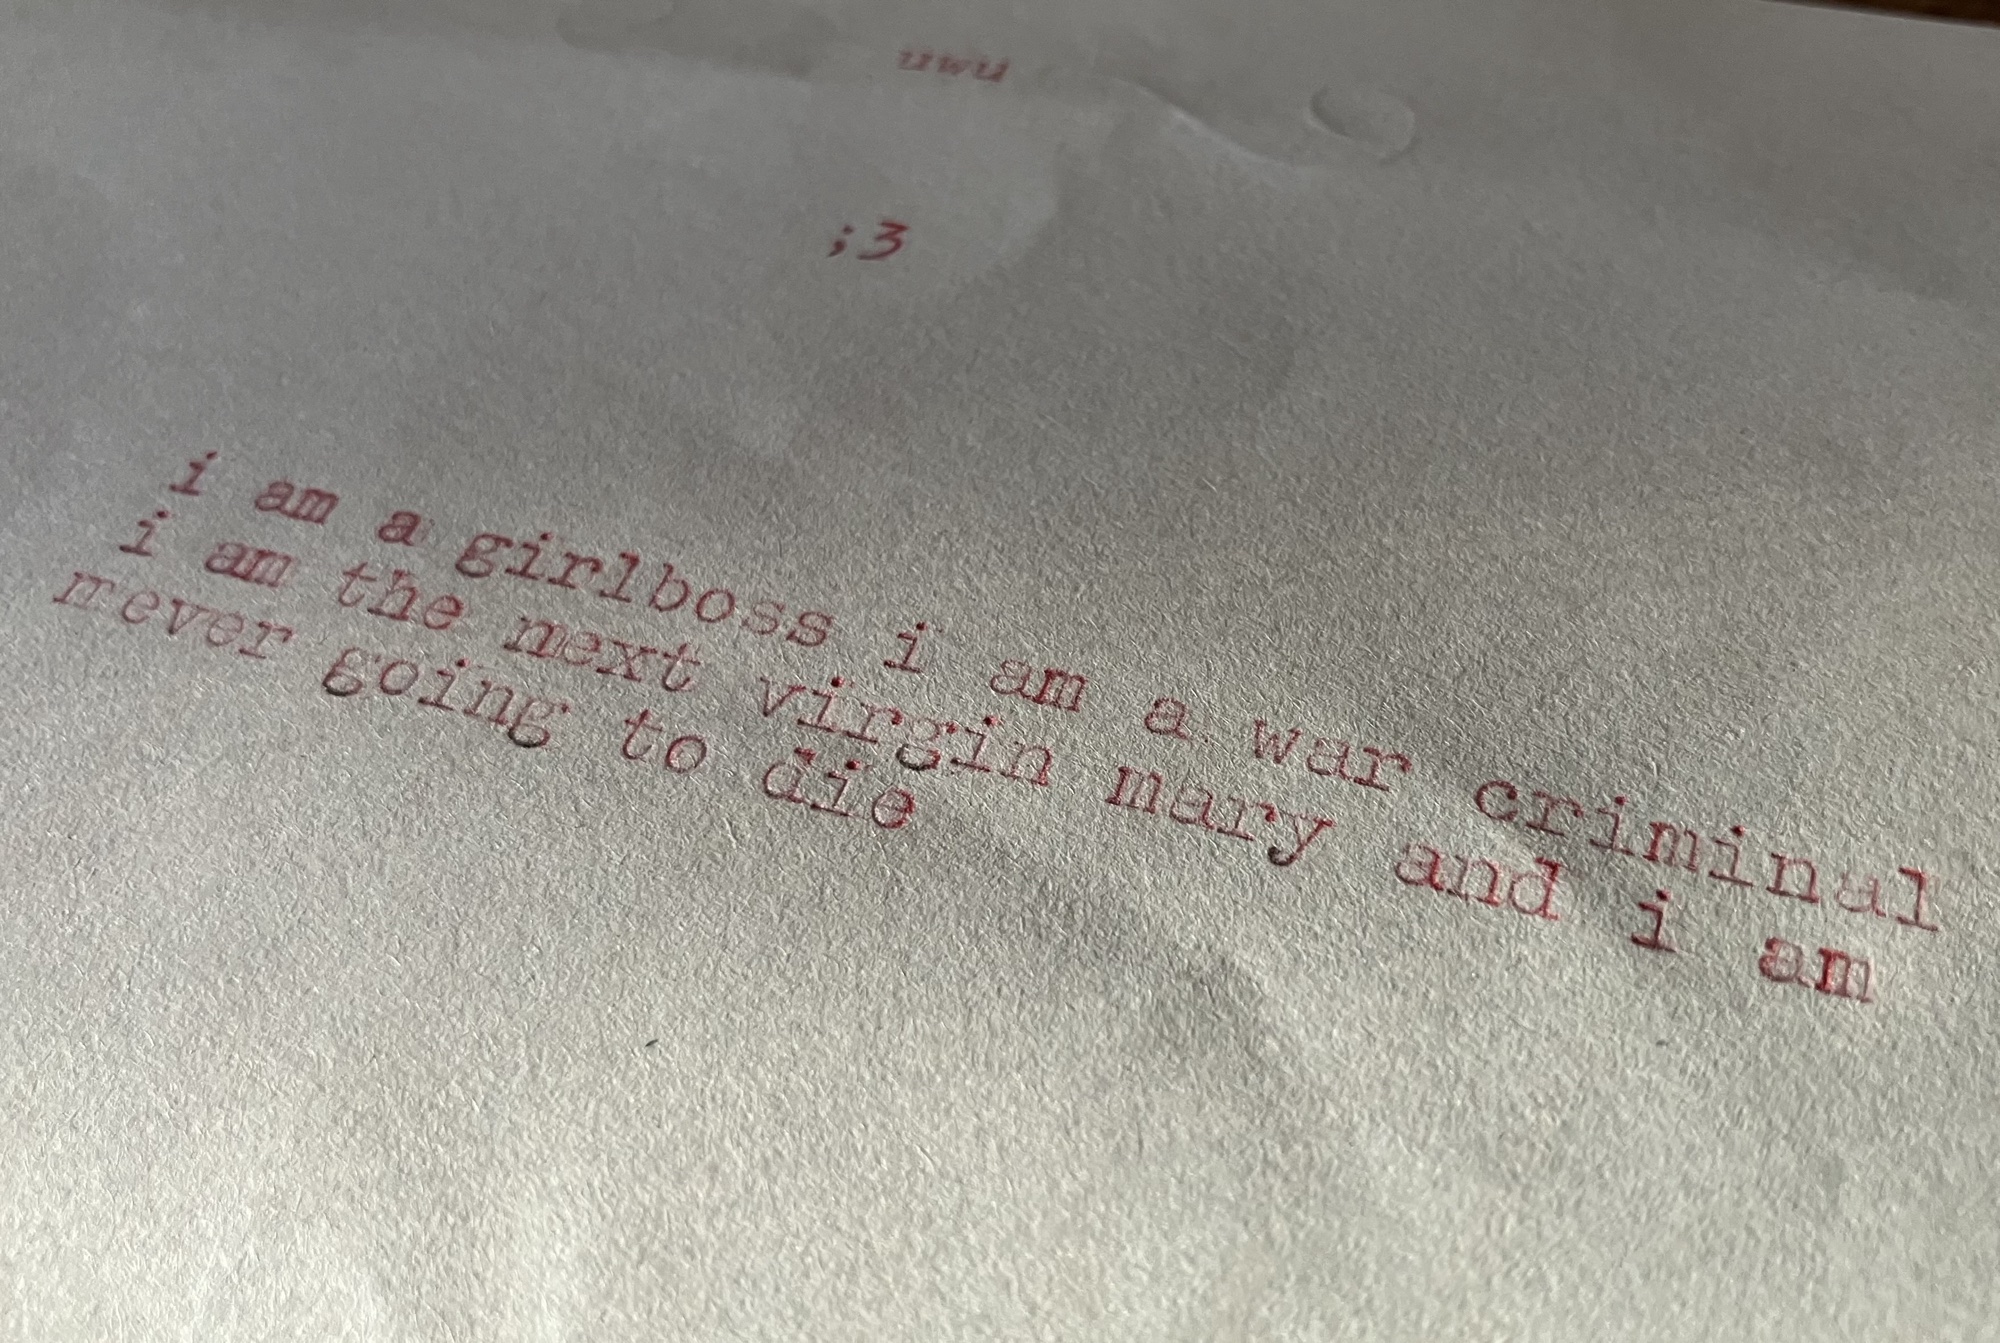 uwu
;3
i am a girlboss i am a war criminal
i am the next virgin mary and i am
never going to die